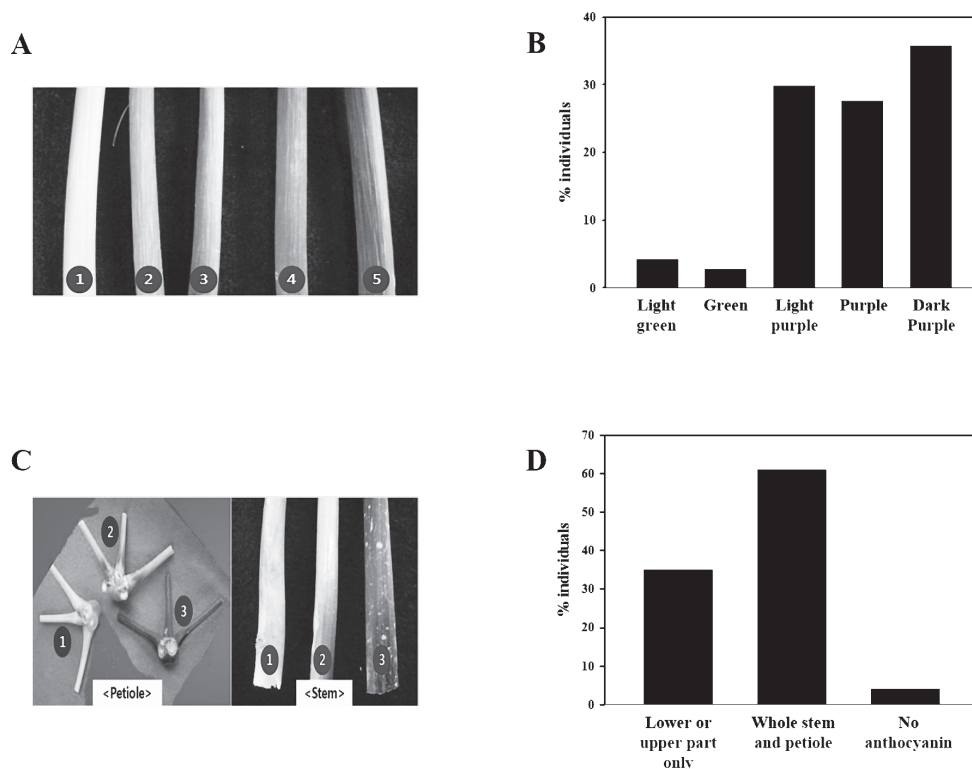 A
1 2 3 4 5
B
% individuals
40
30
20
10
0
Light green
Green
Light purple
Purple
Dark Purple
C
2
3
1
<Petiole>
1 2 3
<Stem>
D
% individuals
70
60
50
40
30
20
10
0
Lower or upper part only
Whole stem and petiole
No anthocyanin